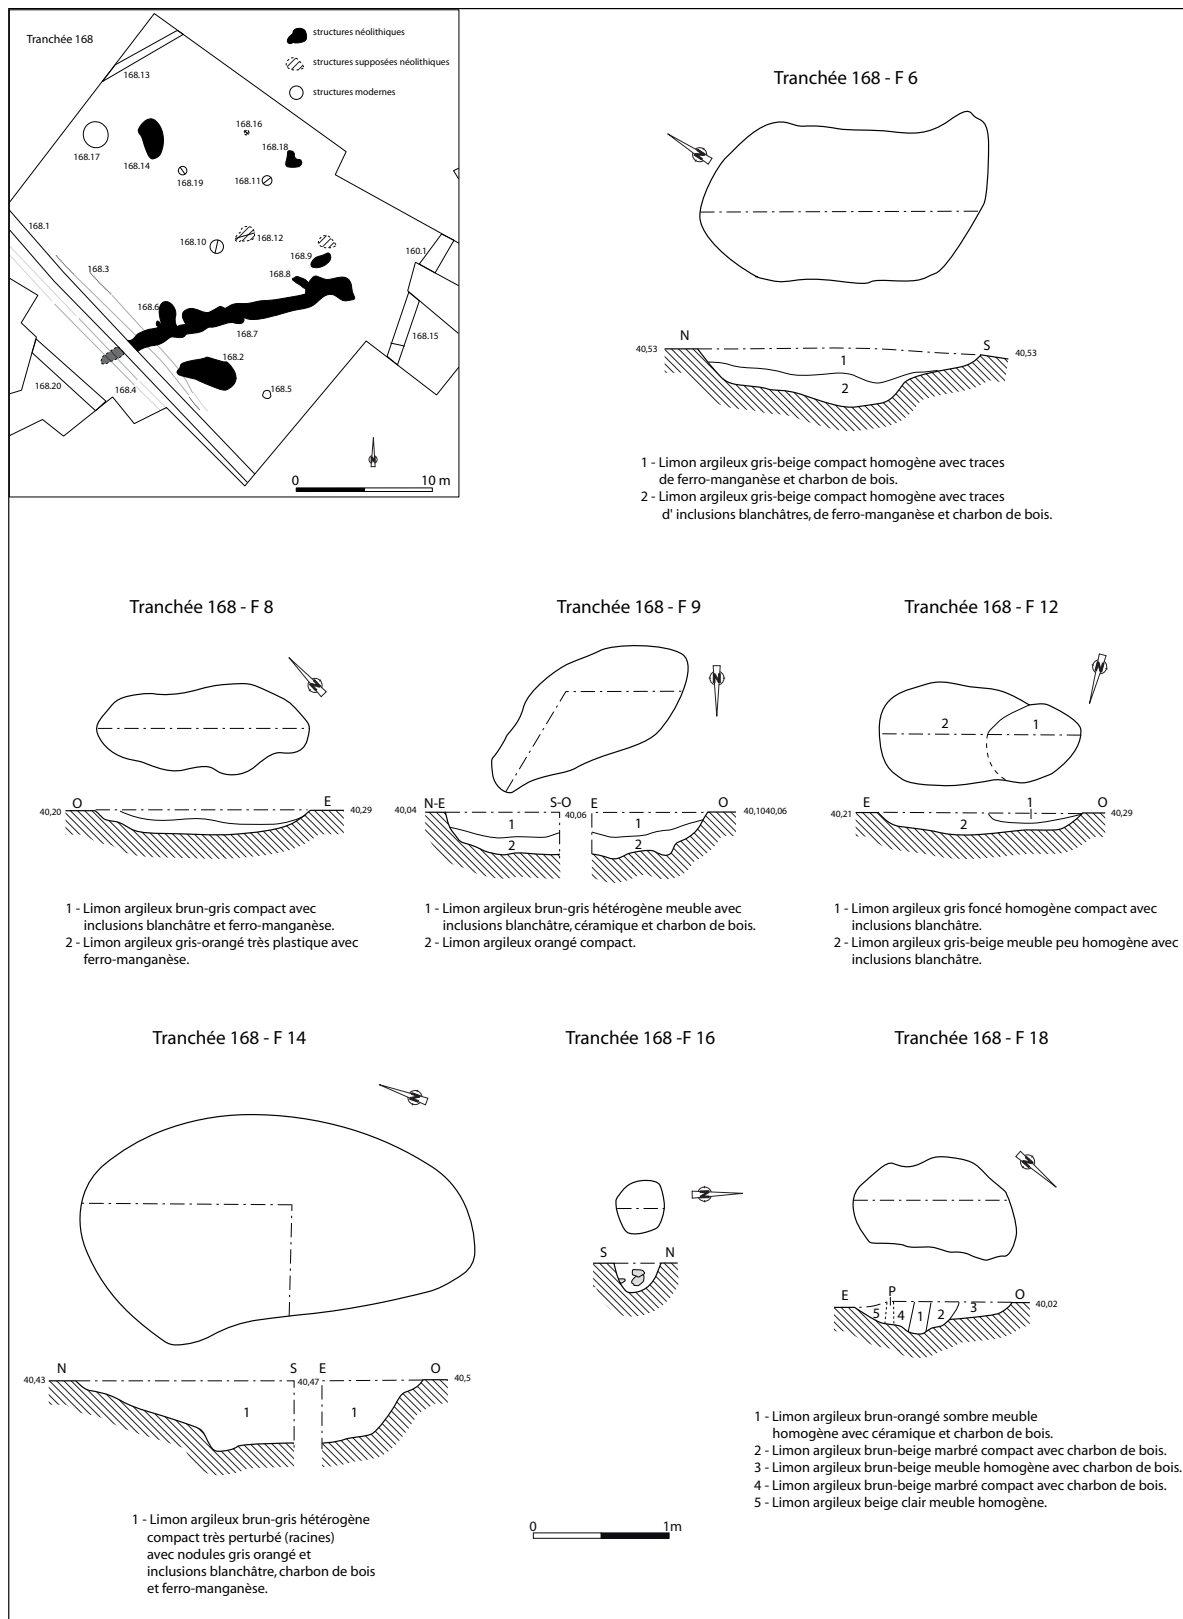 Tranchée 168
structures néolithiques
structures supposées néolithiques
structures modernes
168.13
168.16
168.17
168.14
168.18
168.19
168.11
168.1
168.10
168.12
160.1
168.3
168.9
168.8
168.6
168.7
168.15
168.2
168.20
168.4
168.5
N
0 10 m
Tranchée 168 - F 6
N
N S
40,53 40,53
1
2
1 - Limon argileux gris-beige compact homogène avec traces
de ferro-manganèse et charbon de bois.
2 - Limon argileux gris-beige compact homogène avec traces
d' inclusions blanchâtres, de ferro-manganèse et charbon de bois.
Tranchée 168 - F 8
N
O E
40,20 40,29
1 - Limon argileux brun-gris compact avec
inclusions blanchâtre et ferro-manganèse.
2 - Limon argileux gris-orangé très plastique avec
ferro-manganèse.
Tranchée 168 - F 9
N
N-E S-O E O
40,04 40,06 40,1040,06
1 1
2 2
1 - Limon argileux brun-gris hétérogène meuble avec
inclusions blanchâtre, céramique et charbon de bois.
2 - Limon argileux orangé compact.
Tranchée 168 - F 12
N
2 1
E 1 O
40,21 40,29
2
1 - Limon argileux gris foncé homogène compact avec
inclusions blanchâtre.
2 - Limon argileux gris-beige meuble peu homogène avec
inclusions blanchâtre.
Tranchée 168 - F 14
N
N S E O
40,43 40,47 40,5
1 1
1 - Limon argileux brun-gris hétérogène
compact très perturbé (racines)
avec nodules gris orangé et
inclusions blanchâtre, charbon de bois
et ferro-manganèse.
Tranchée 168 -F 16
N
S N
0 1m
Tranchée 168 - F 18
N
E P O
40,02
5 4 1 2 3
1 - Limon argileux brun-orangé sombre meuble
homogène avec céramique et charbon de bois.
2 - Limon argileux brun-beige marbré compact avec charbon de bois.
3 - Limon argileux brun-beige meuble homogène avec charbon de bois.
4 - Limon argileux brun-beige marbré compact avec charbon de bois.
5 - Limon argileux beige clair meuble homogène.